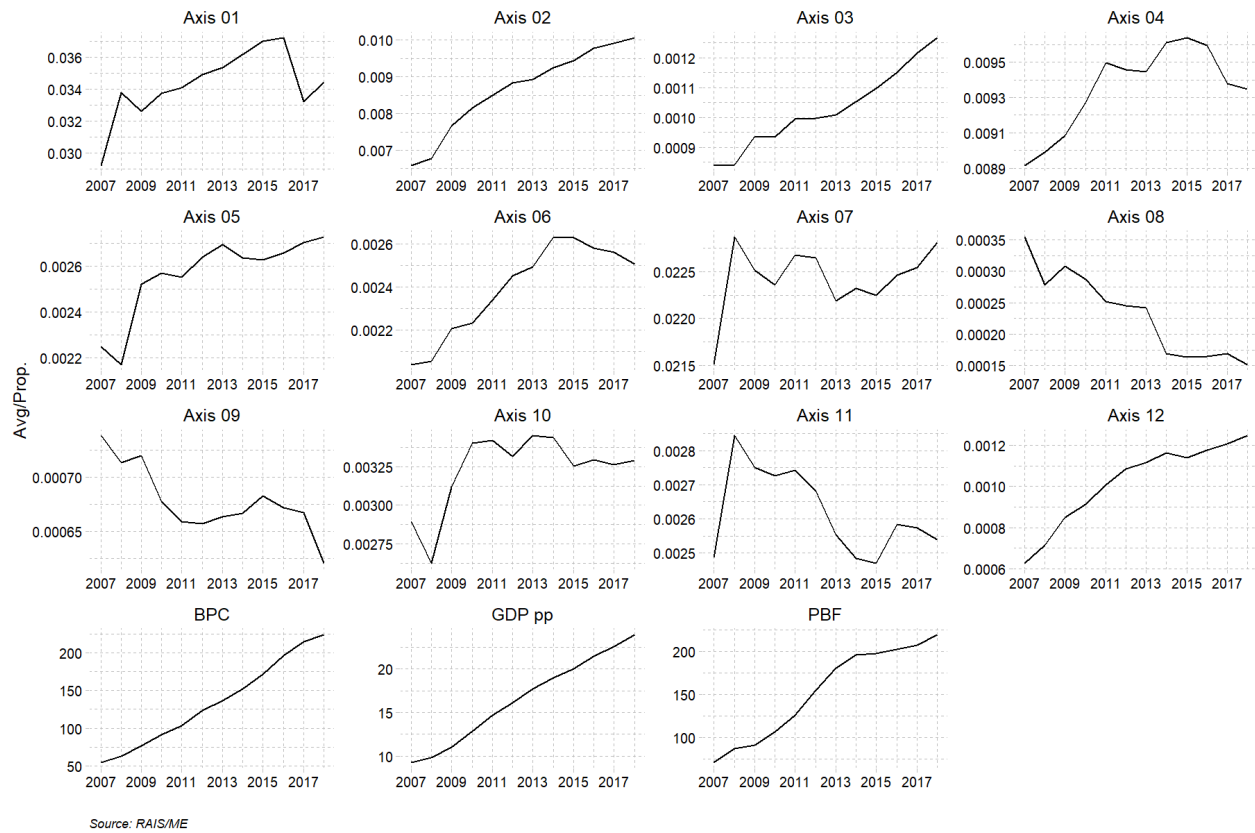 Axis 01 Axis 02 Axis 03 Axis 04
0.036 0.034 0.032 0.030
0.010 0.009 0.008 0.007
0.0012 0.0011 0.0010 0.0009
0.0095 0.0093 0.0091 0.0089
2007 2009 2011 2013 2015 2017 2007 2009 2011 2013 2015 2017 2007 2009 2011 2013 2015 2017 2007 2009 2011 2013 2015 2017
Axis 05 Axis 06 Axis 07 Axis 08
0.0026 0.0024 0.0022
0.0026 0.0024 0.0022
0.0225 0.0220 0.0215
0.00035 0.00030 0.00025 0.00020 0.00015
2007 2009 2011 2013 2015 2017 2007 2009 2011 2013 2015 2017 2007 2009 2011 2013 2015 2017 2007 2009 2011 2013 2015 2017
Avg/Prop.
Axis 09 Axis 10 Axis 11 Axis 12
0.00070 0.00065
0.00325 0.00300 0.00275
0.0028 0.0027 0.0026 0.0025
0.0012 0.0010 0.0008 0.0006
2007 2009 2011 2013 2015 2017 2007 2009 2011 2013 2015 2017 2007 2009 2011 2013 2015 2017 2007 2009 2011 2013 2015 2017
BPC GDP pp PBF
200 150 100 50
20 15 10
200 150 100
2007 2009 2011 2013 2015 2017 2007 2009 2011 2013 2015 2017 2007 2009 2011 2013 2015 2017
Source: RAIS/ME